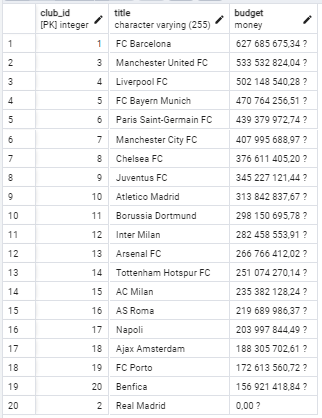 club_id title budget
[PK] integer character varying (255) money
1 1 FC Barcelona 627 685 675,34 ?
2 3 Manchester United FC 533 532 824,04 ?
3 4 Liverpool FC 502 148 540,28 ?
4 5 FC Bayern Munich 470 764 256,51 ?
5 6 Paris Saint-Germain FC 439 379 972,74 ?
6 7 Manchester City FC 407 995 688,97 ?
7 8 Chelsea FC 376 611 405,20 ?
8 9 Juventus FC 345 227 121,44 ?
9 10 Atletico Madrid 313 842 837,67 ?
10 11 Borussia Dortmund 298 150 695,78 ?
11 12 Inter Milan 282 458 553,91 ?
12 13 Arsenal FC 266 766 412,02 ?
13 14 Tottenham Hotspur FC 251 074 270,14 ?
14 15 AC Milan 235 382 128,24 ?
15 16 AS Roma 219 689 986,37 ?
16 17 Napoli 203 997 844,49 ?
17 18 Ajax Amsterdam 188 305 702,61 ?
18 19 FC Porto 172 613 560,72 ?
19 20 Benfica 156 921 418,84 ?
20 2 Real Madrid 0,00 ?